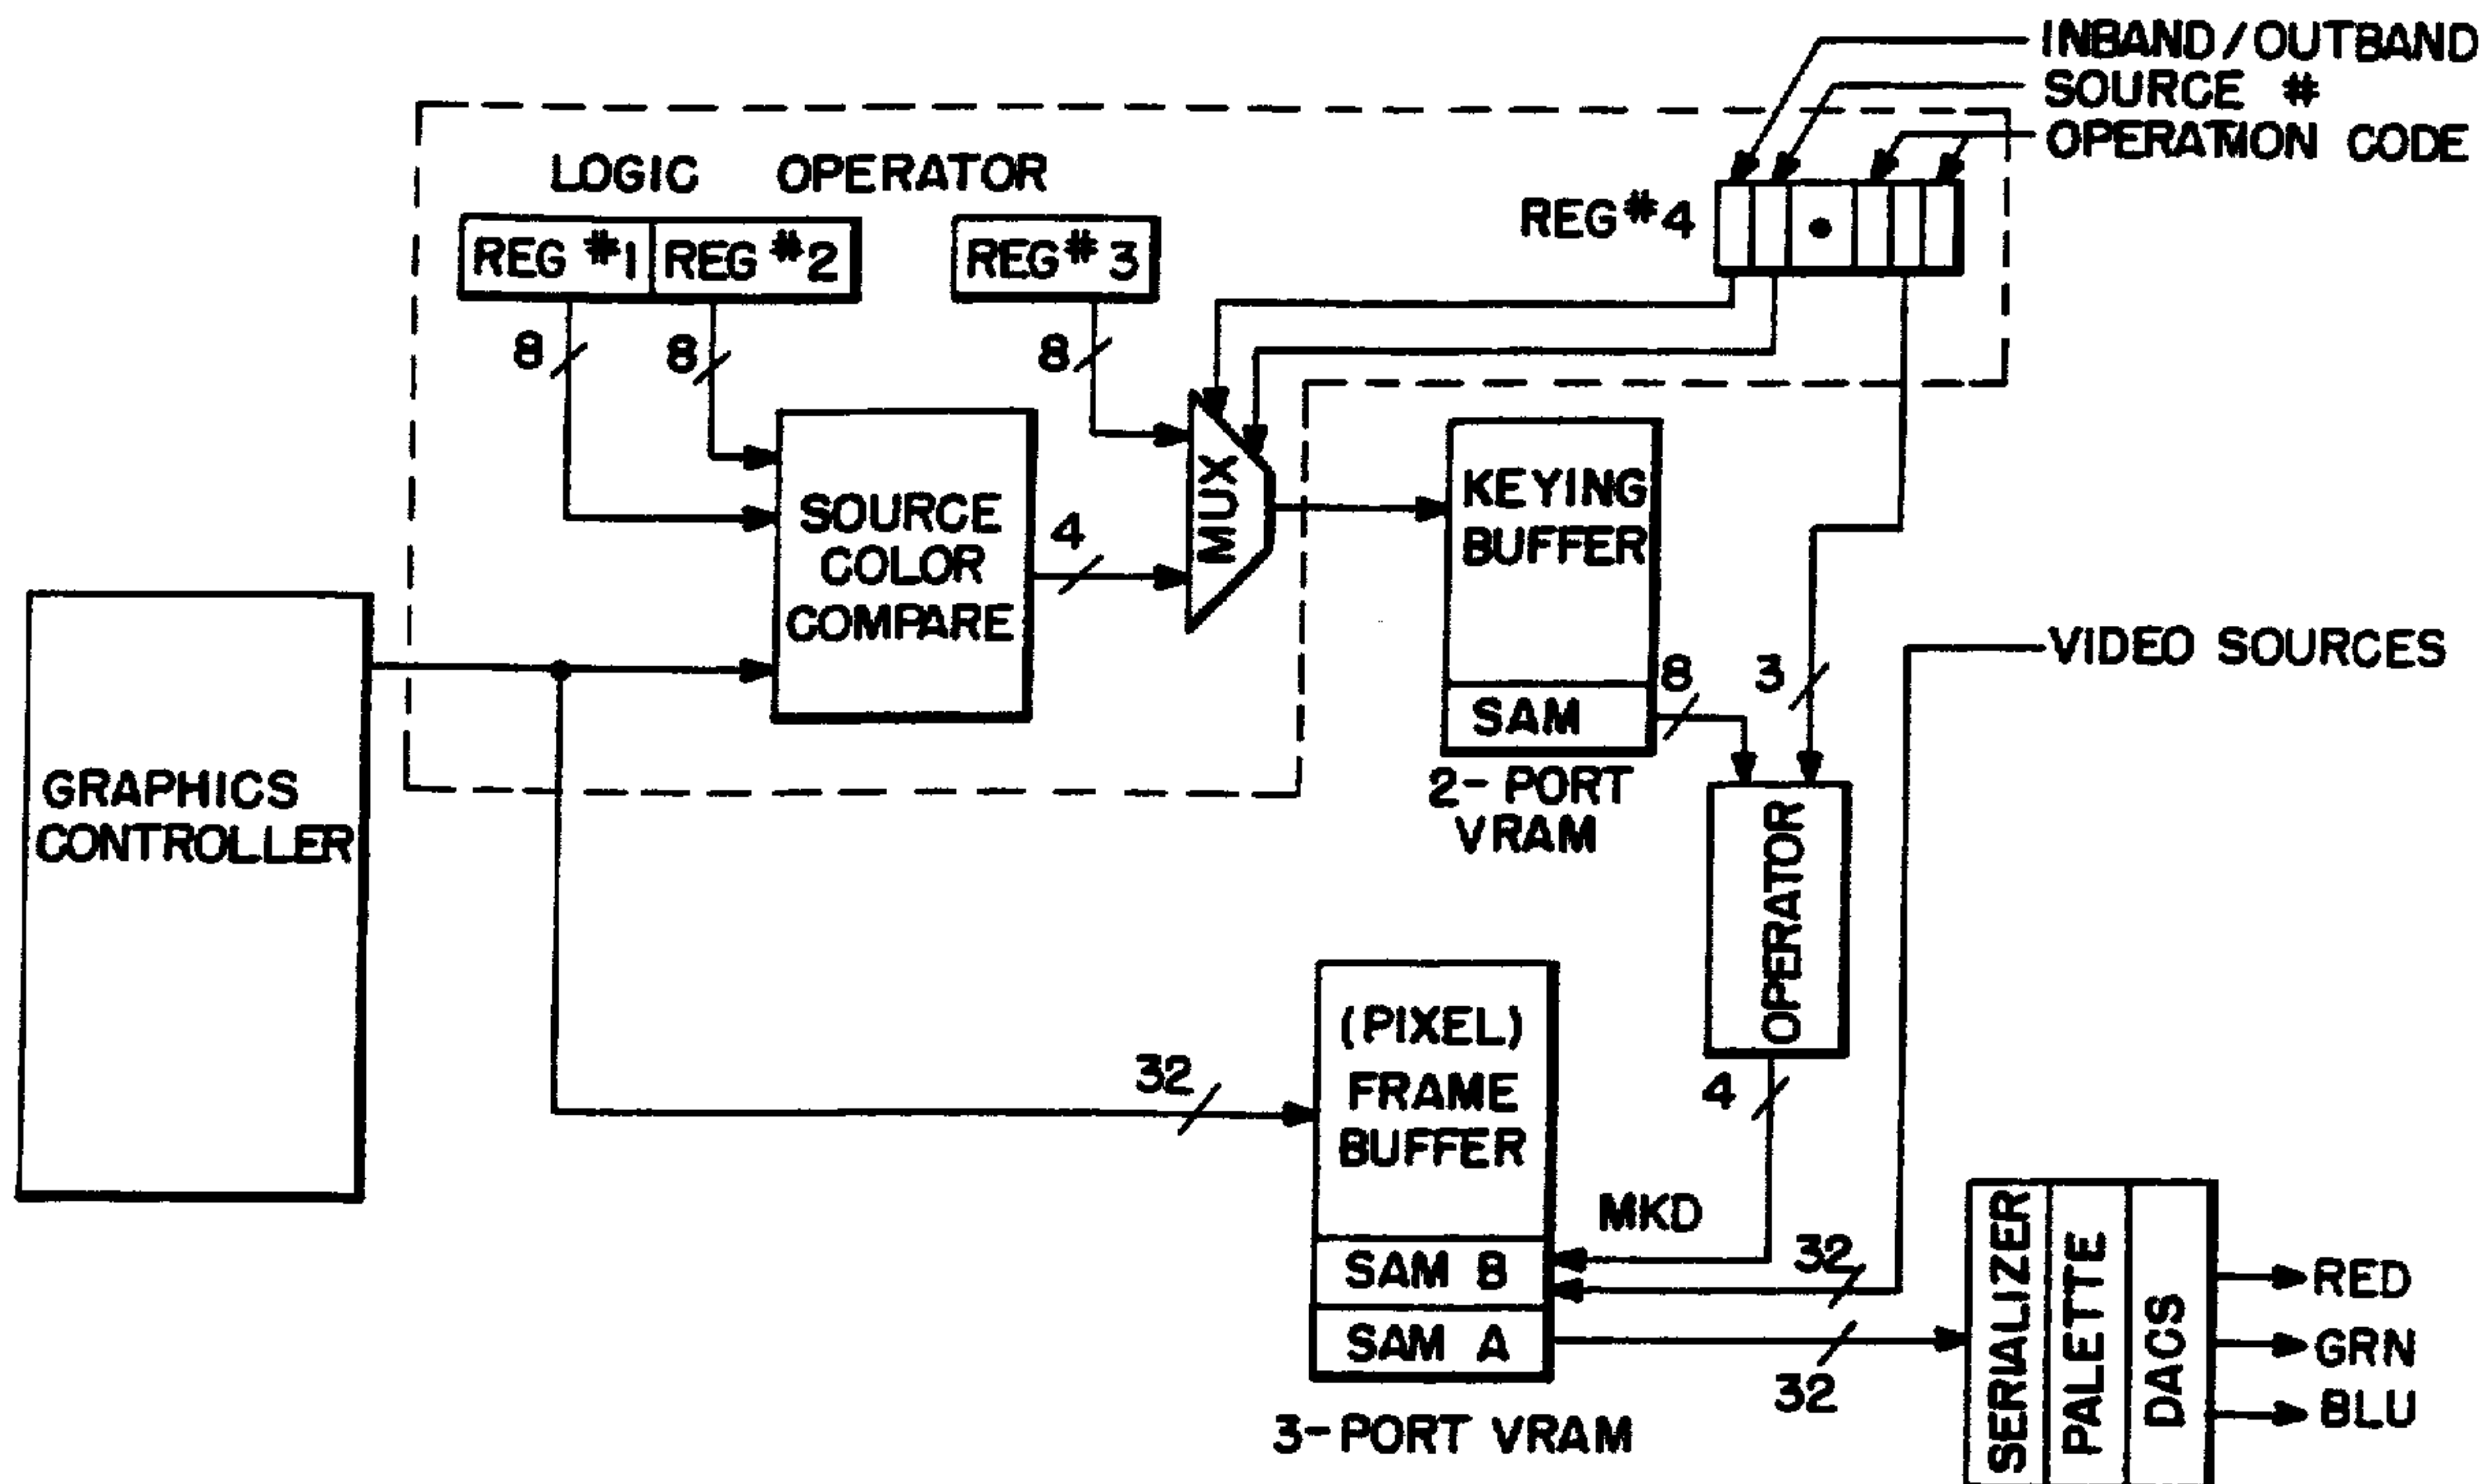 INBAND/OUTBAND
SOURCE #
OPERATION CODE
LOGIC OPERATOR
REG #1
REG #2
REG #3
REG #4
8
8
8
SOURCE
COLOR
COMPARE
4
MUX
KEYING
BUFFER
SAM
8
3
VIDEO SOURCES
2-PORT
VRAM
GRAPHICS
CONTROLLER
OPERATOR
4
32
(PIXEL)
FRAME
BUFFER
MKD
SAM B
32
SAM A
32
3-PORT VRAM
SERIALIZER
PALETTE
DACS
RED
GRN
BLU